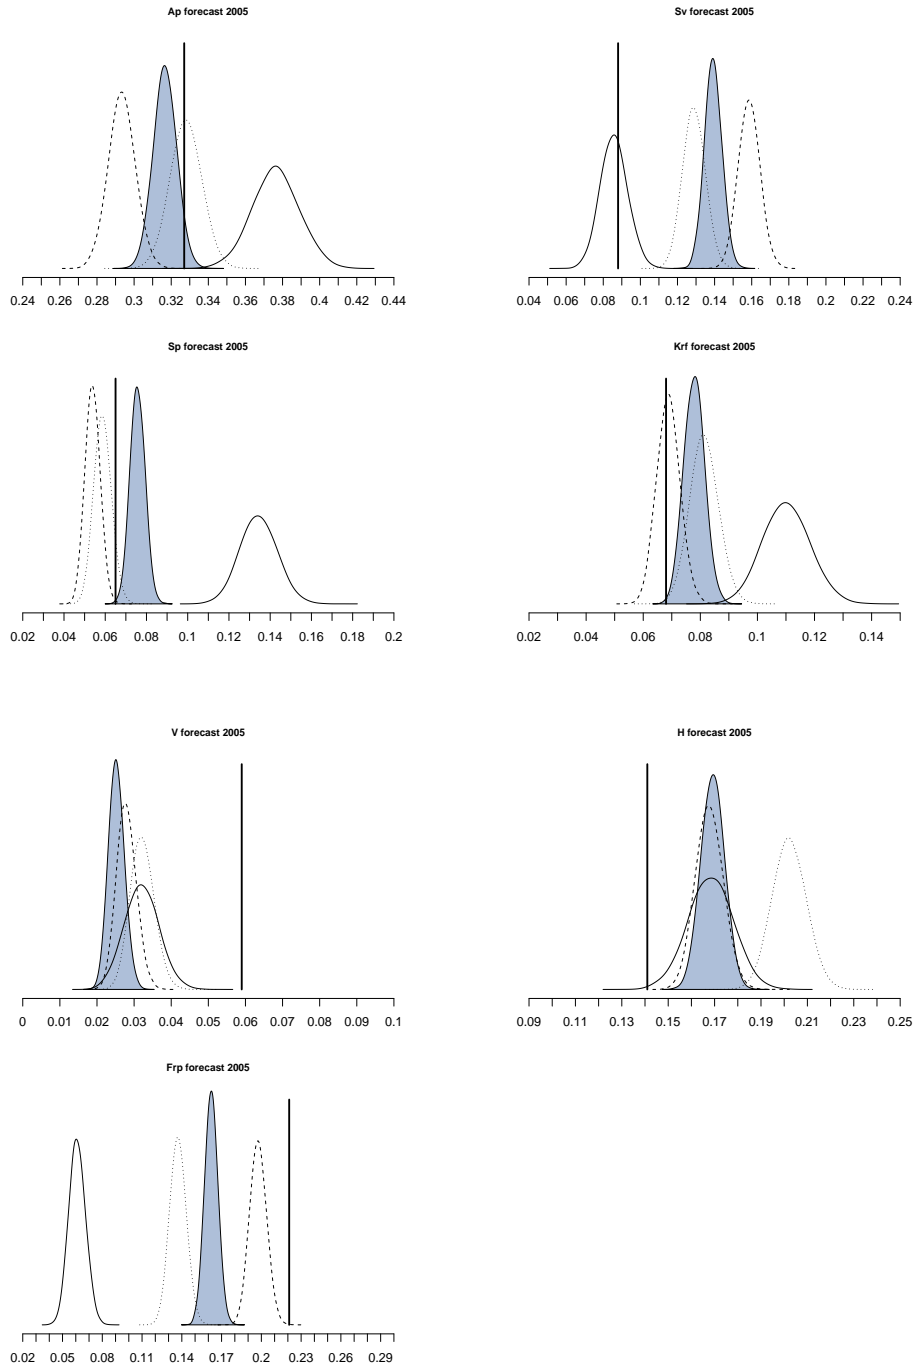 Ap forecast 2005
0.24 0.26 0.28 0.3 0.32 0.34 0.36 0.38 0.4 0.42 0.44
Sv forecast 2005
0.04 0.06 0.08 0.1 0.12 0.14 0.16 0.18 0.2 0.22 0.24
Sp forecast 2005
0.02 0.04 0.06 0.08 0.1 0.12 0.14 0.16 0.18 0.2
Krf forecast 2005
0.02 0.04 0.06 0.08 0.1 0.12 0.14
V forecast 2005
0 0.01 0.02 0.03 0.04 0.05 0.06 0.07 0.08 0.09 0.1
H forecast 2005
0.09 0.11 0.13 0.15 0.17 0.19 0.21 0.23 0.25
Frp forecast 2005
0.02 0.05 0.08 0.11 0.14 0.17 0.2 0.23 0.26 0.29